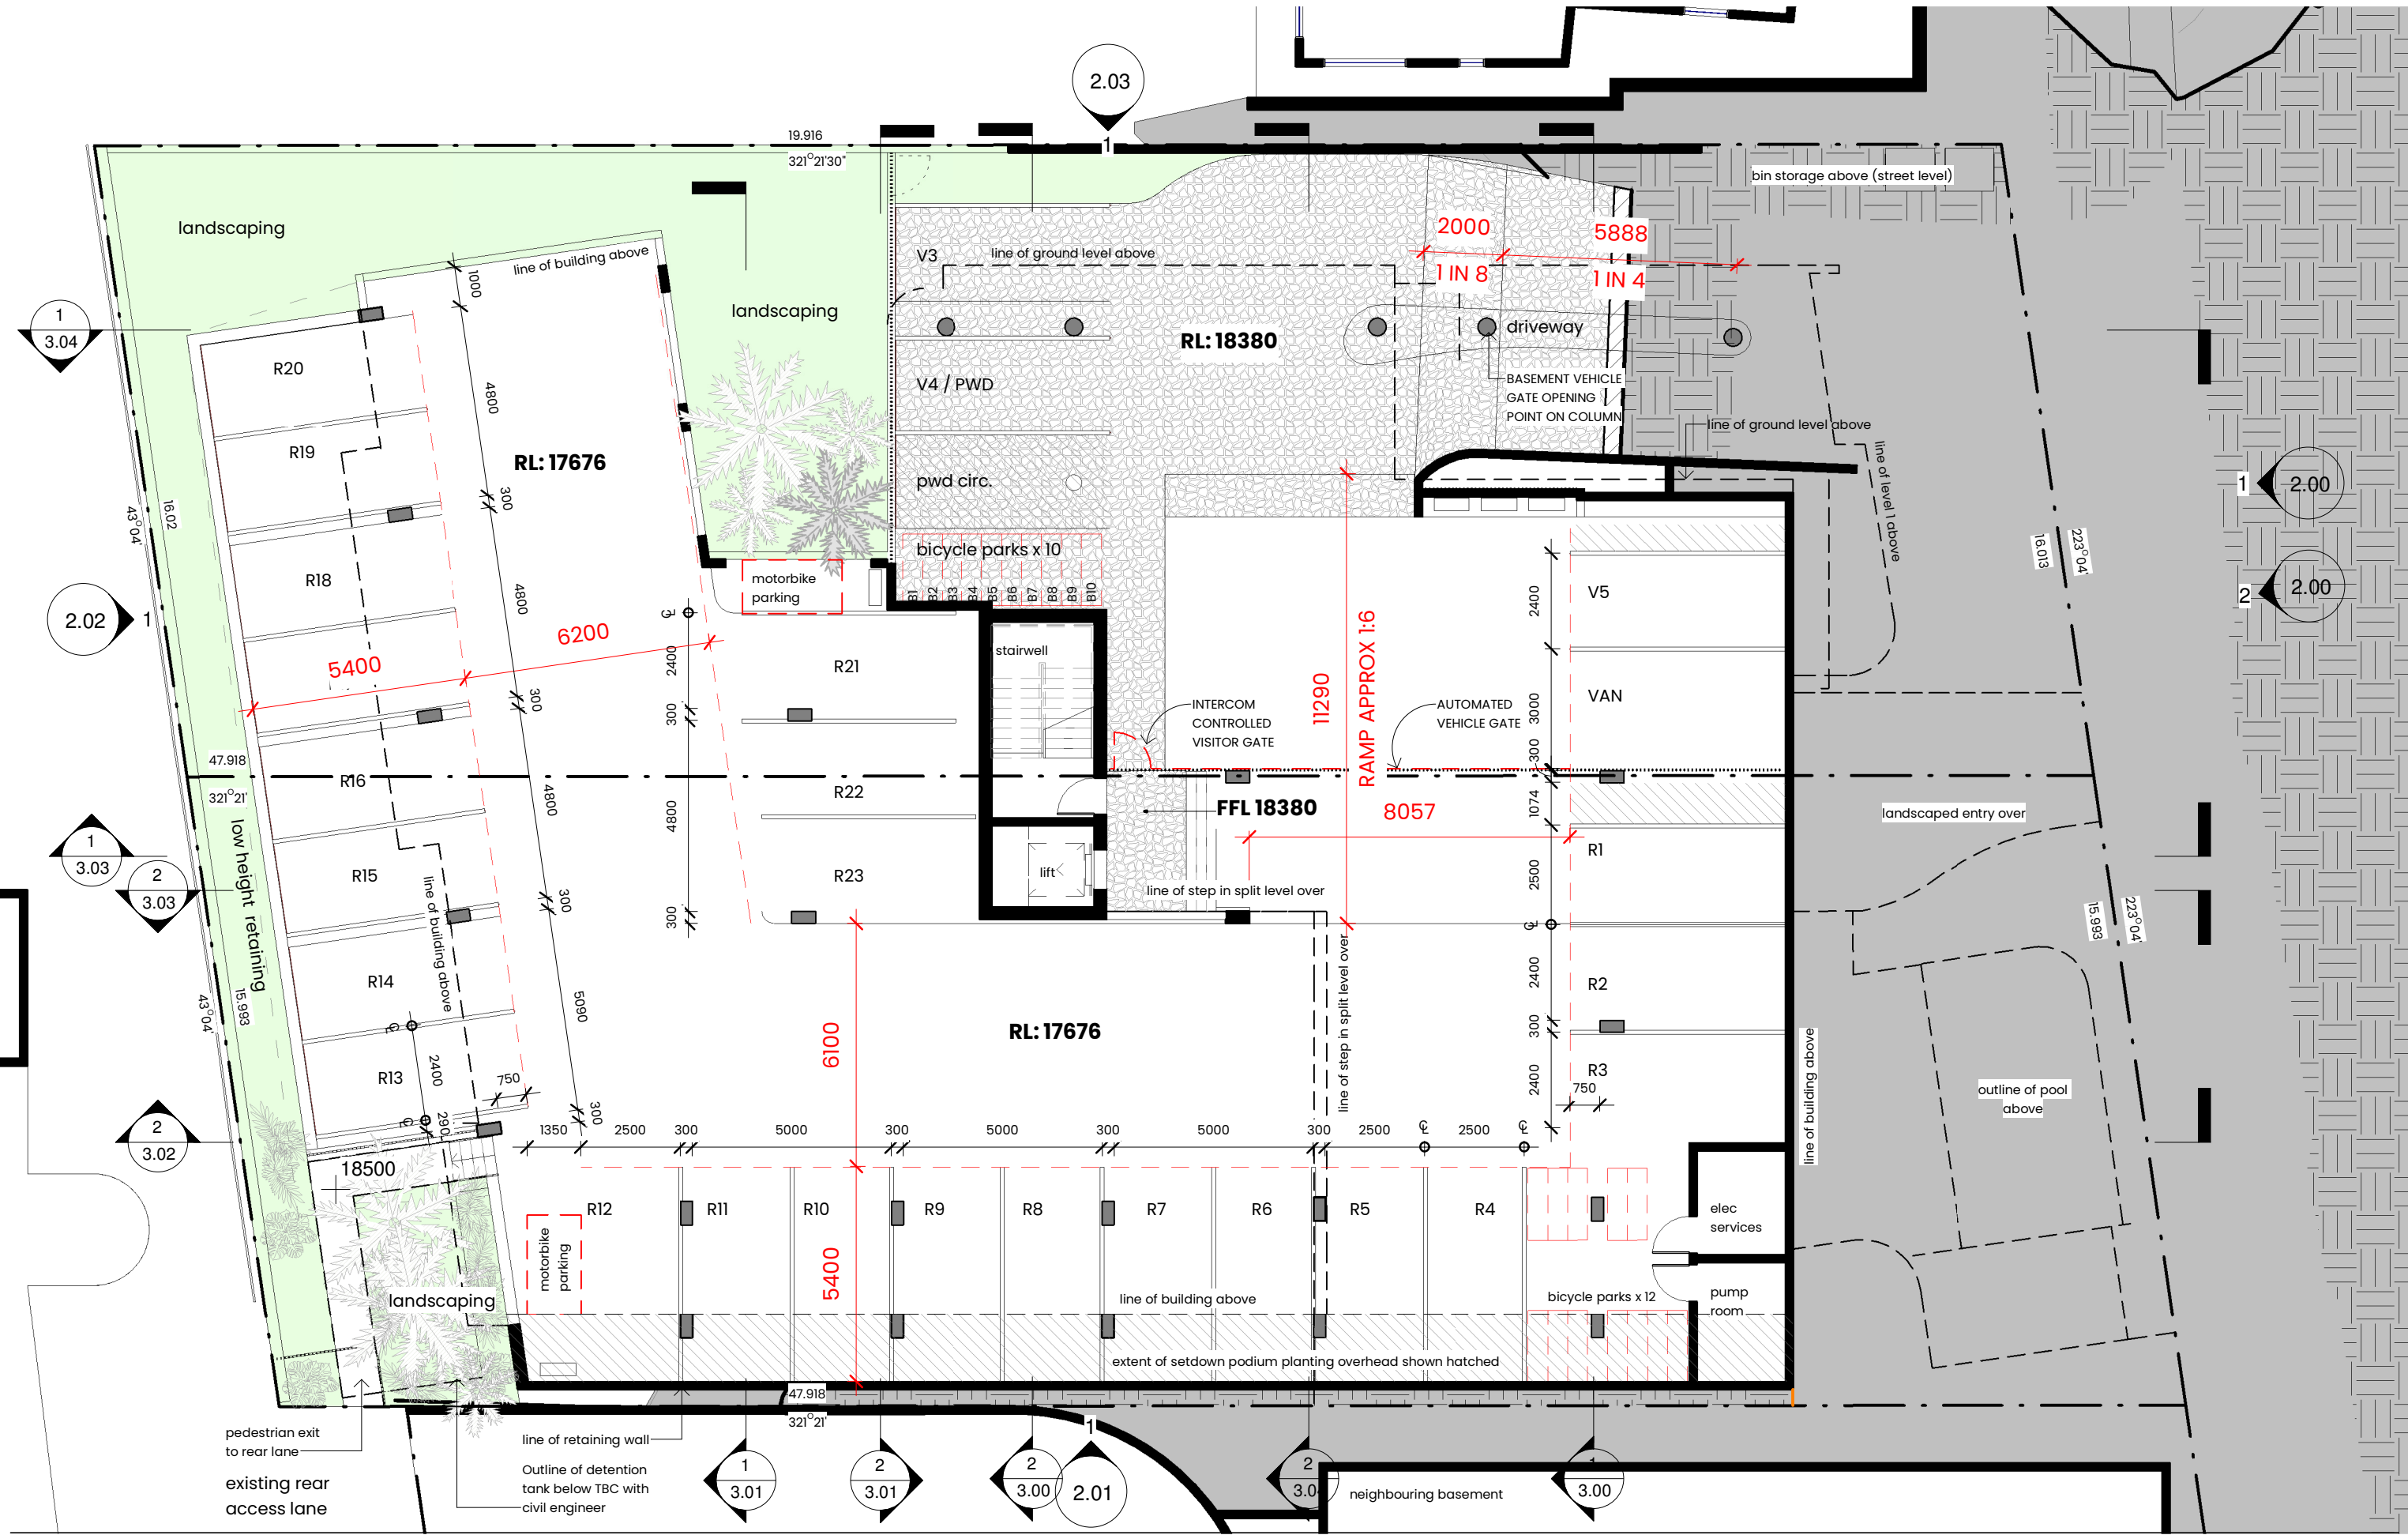 2.03
1
19.916
321°21'30"
bin storage above (street level)
landscaping
line of building above
1000
landscaping
V3
line of ground level above
2000
1 IN 8
5888
1 IN 4
1
3.04
R20
4800
RL: 18380
driveway
V4 / PWD
BASEMENT VEHICLE
GATE OPENING
POINT ON COLUMN
line of ground level above
line of level 1 above
R19
RL: 17676
300
pwd circ.
1
2.00
16.02
43°04'
bicycle parks x 10
B1
B2
B3
B4
B5
B6
B7
B8
B9
B10
motorbike
parking
16.013
223°04'
2
2.00
R18
4800
2400
V5
2.02
1
6200
5400
2400
stairwell
R21
RAMP APPROX 1:6
11290
300
300
INTERCOM
CONTROLLED
VISITOR GATE
AUTOMATED
VEHICLE GATE
3000
VAN
300
47.918
321°21'
R16
4800
4800
R22
FFL 18380
8057
1074
landscaped entry over
low height retaining
1
3.03
2
3.03
R15
line of building above
300
300
R23
lift
line of step in split level over
R1
2500
15.993
223°04'
R14
15.993
43°04'
5090
6100
RL: 17676
line of step in split level over
2400
R2
300
R3
2400
750
line of building above
outline of pool
above
R13
2400
750
290
300
2
3.02
18500
1350
2500
300
5000
300
5000
300
5000
300
2500
2500
R12
R11
R10
R9
R8
R7
R6
R5
R4
elec
services
motorbike
parking
5400
landscaping
line of building above
bicycle parks x 12
pump
room
extent of setdown podium planting overhead shown hatched
47.918
321°21'
pedestrian exit
to rear lane
line of retaining wall
existing rear
access lane
Outline of detention
tank below TBC with
civil engineer
1
3.01
2
3.01
2
3.00
1
2.01
2
3.0
1
3.00
neighbouring basement